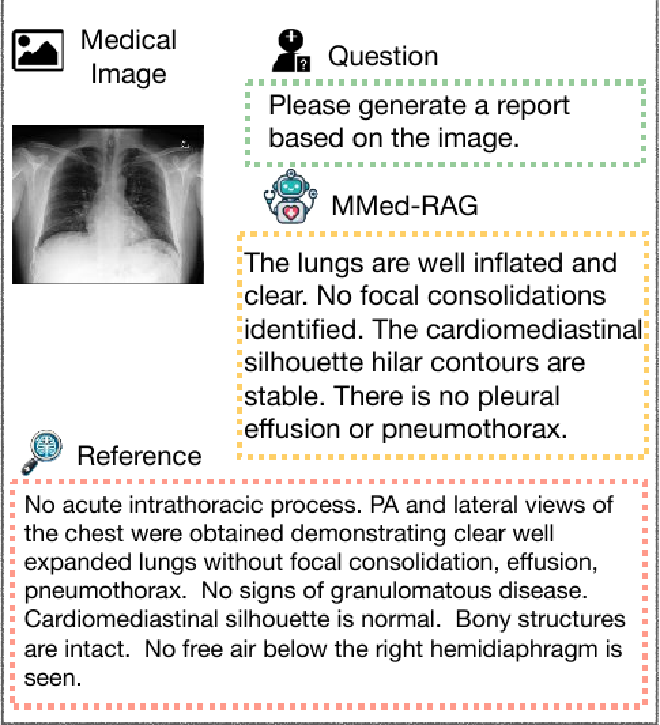 Medical
Image
Question
Please generate a report
based on the image.
MMed-RAG
The lungs are well inflated and
clear. No focal consolidations
identified. The cardiomediastinal
silhouette hilar contours are
stable. There is no pleural
effusion or pneumothorax.
Reference
No acute intrathoracic process. PA and lateral views of
the chest were obtained demonstrating clear well
expanded lungs without focal consolidation, effusion,
pneumothorax.  No signs of granulomatous disease.
Cardiomediastinal silhouette is normal.  Bony structures
are intact.  No free air below the right hemidiaphragm is
seen.